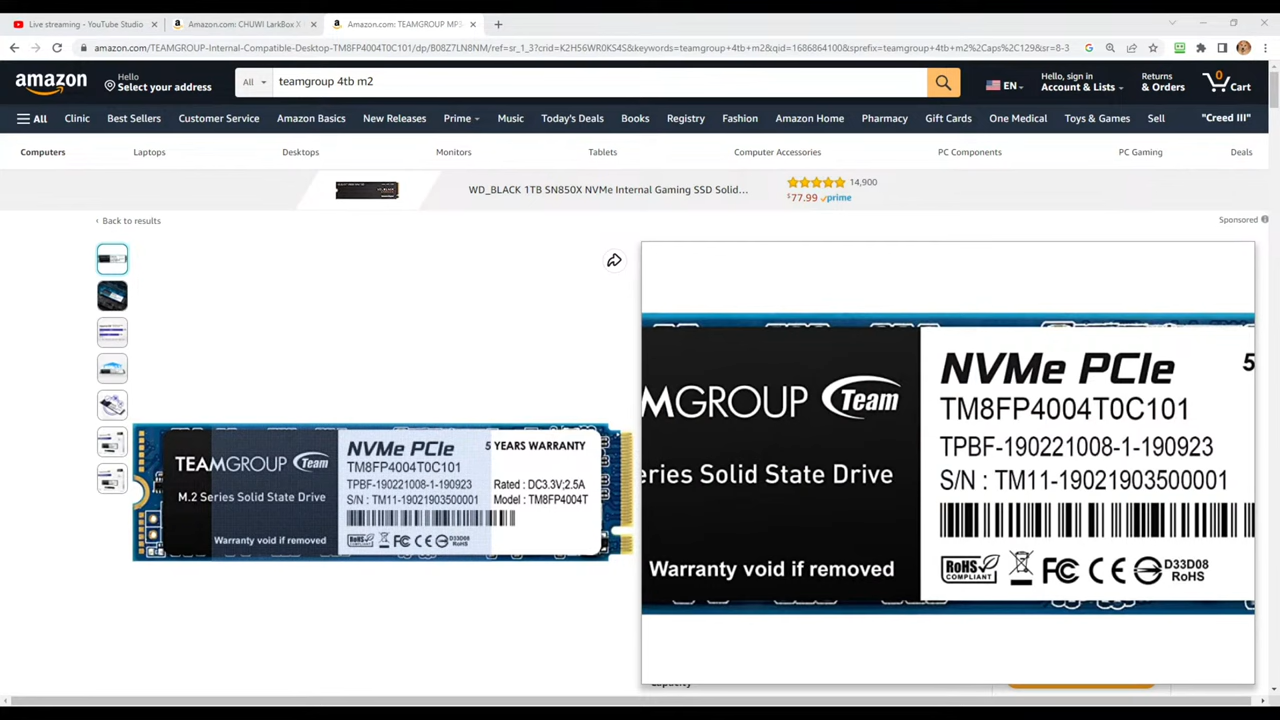 Live streaming - YouTube Studio
Amazon.com: CHUWI LarkBox X
Amazon.com: TEAMGROUP MP3
amazon.com/TEAMGROUP-Internal-Compatible-Desktop-TM8FP4004T0C101/dp/B08Z7LN8NM/ref=sr_1_3?crid=K2H56WR0KS4S&keywords=teamgroup+4tb+m2&qid=1686864100&sprefix=teamgroup+4tb+m2%2Caps%2C129&sr=8-3
amazon
Hello
Select your address
All
teamgroup 4tb m2
EN
Hello, sign in
Account & Lists
Returns
& Orders
0
Cart
All
Clinic
Best Sellers
Customer Service
Amazon Basics
New Releases
Prime
Music
Today's Deals
Books
Registry
Fashion
Amazon Home
Pharmacy
Gift Cards
One Medical
Toys & Games
Sell
"Creed III"
Computers
Laptops
Desktops
Monitors
Tablets
Computer Accessories
PC Components
PC Gaming
Deals
WD_BLACK 1TB SN850X NVMe Internal Gaming SSD Solid...
14,900
$77.99 prime
‹ Back to results
Sponsored
TEAMGROUP Team
M.2 Series Solid State Drive
Warranty void if removed
NVMe PCIe
5 YEARS WARRANTY
TM8FP4004T0C101
TPBF-190221008-1-190923
Rated : DC3.3V;2.5A
S/N : TM11-19021903500001
Model : TM8FP4004T
RoHS COMPLIANT
FC CE
D33D08
RoHS
MGROUP Team
eries Solid State Drive
Warranty void if removed
NVMe PCIe
5
TM8FP4004T0C101
TPBF-190221008-1-190923
S/N : TM11-19021903500001
RoHS
COMPLIANT
FC CE
D33D08
RoHS